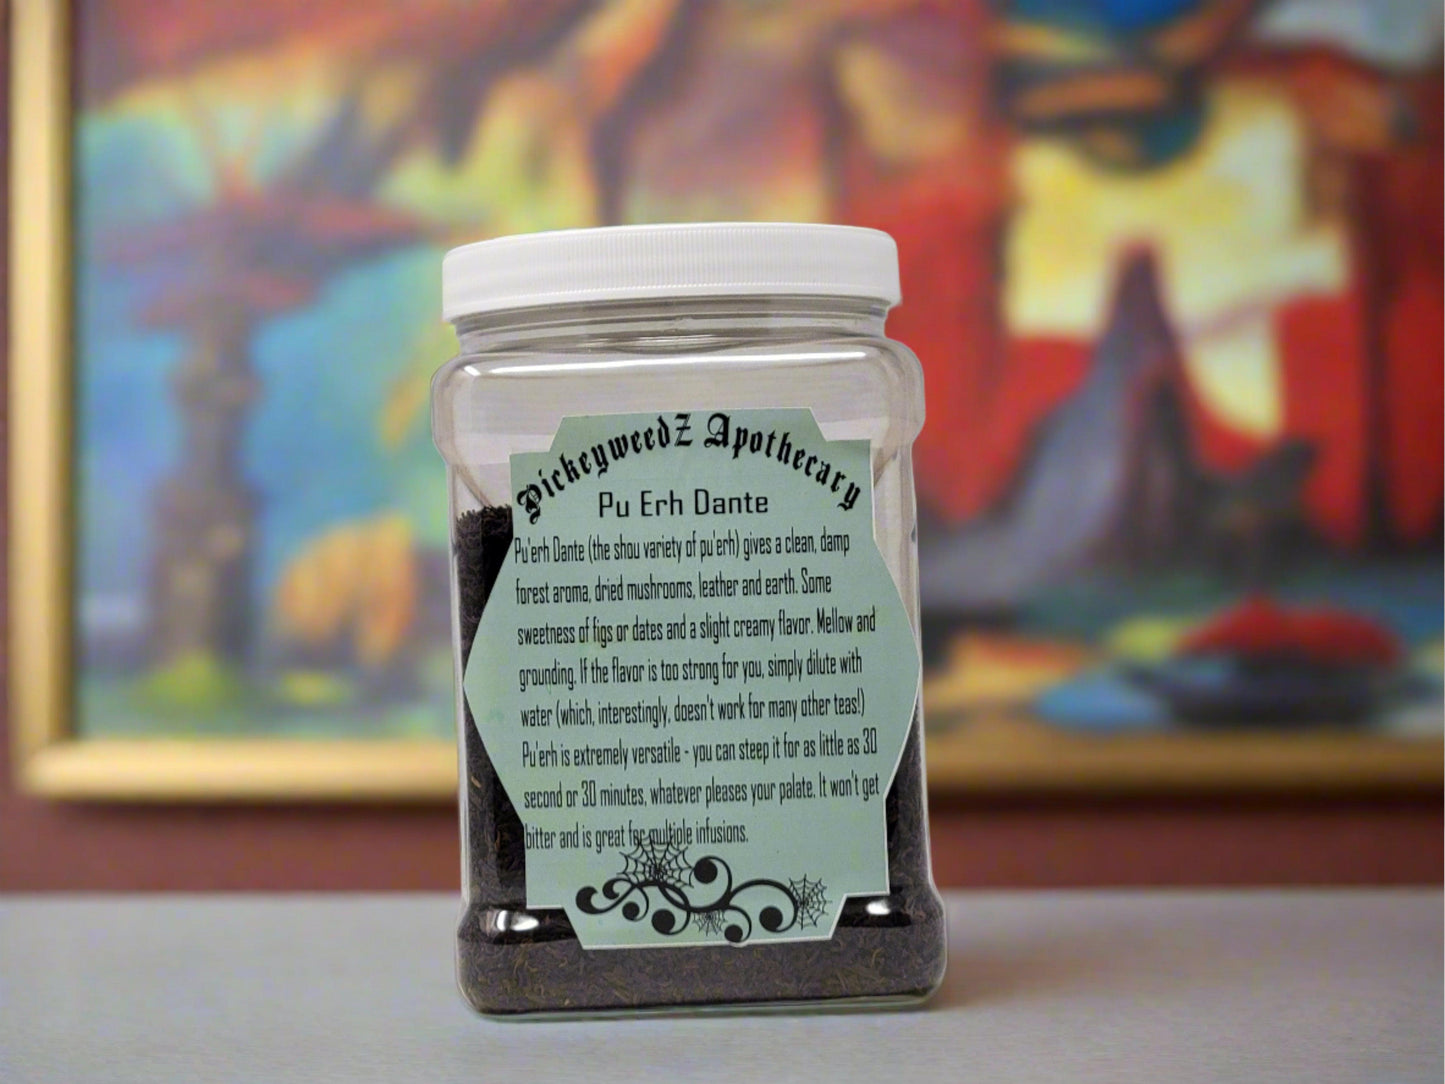 PickeyweedZ Apothecary
Pu Erh Dante
Pu'erh Dante (the shou variety of pu'erh) gives a clean, damp
forest aroma, dried mushrooms, leather and earth. Some
sweetness of figs or dates and a slight creamy flavor. Mellow and
grounding. If the flavor is too strong for you, simply dilute with
water (which, interestingly, doesn't work for many other teas!)
Pu'erh is extremely versatile - you can steep it for as little as 30
second or 30 minutes, whatever pleases your palate. It won't get
bitter and is great for multiple infusions.